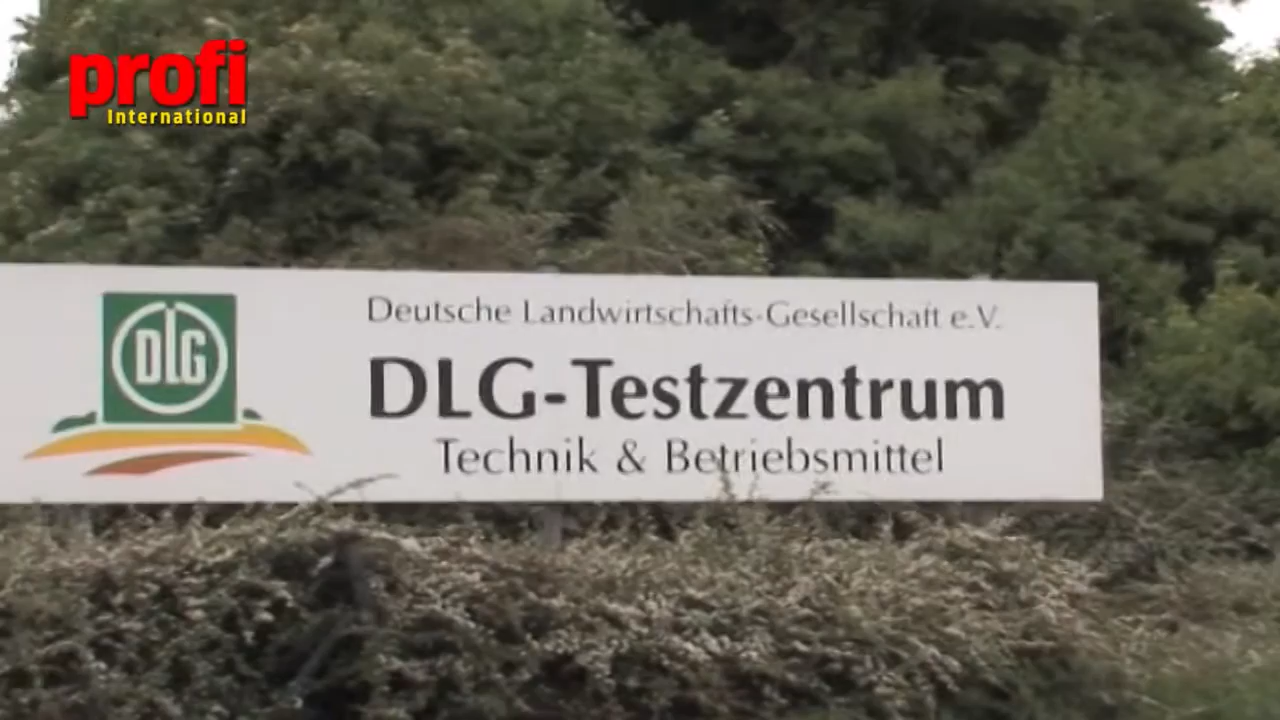 profi
International
DLG
Deutsche Landwirtschafts-Gesellschaft e.V.
DLG-Testzentrum
Technik & Betriebsmittel